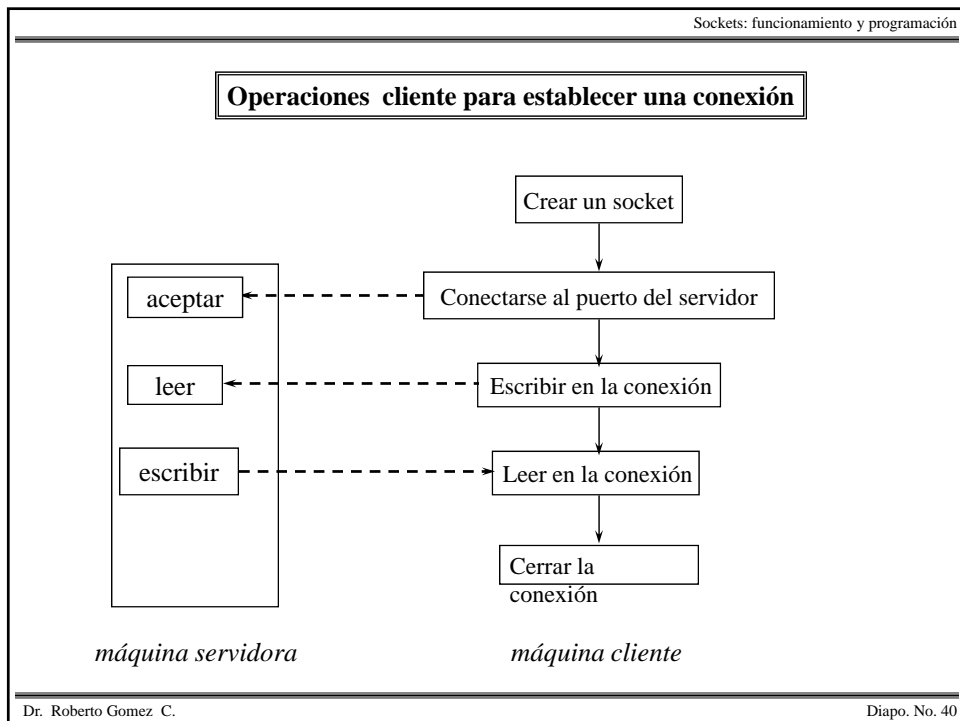 Sockets: funcionamiento y programación
Operaciones cliente para establecer una conexión
Crear un socket
aceptar
Conectarse al puerto del servidor
leer
Escribir en la conexión
escribir
Leer en la conexión
Cerrar la
conexión
máquina servidora
máquina cliente
Dr. Roberto Gomez C.
Diapo. No. 40